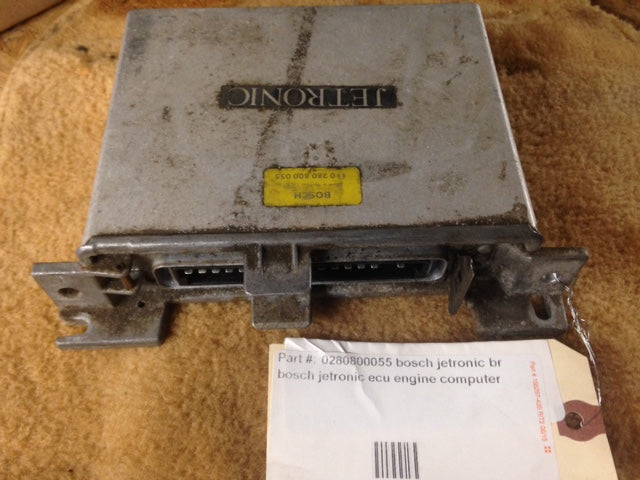 JETRONIC
BOSCH
0 280 800 055
Part #: 0280800055 bosch jetronic br
bosch jetronic ecu engine computer